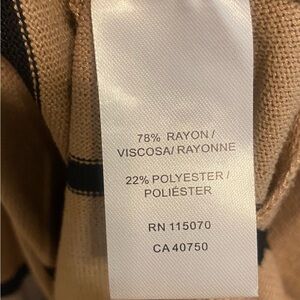 78% RAYON /
VISCOSA/RAYONNE
22% POLYESTER /
POLIÉSTER
RN 115070
CA 40750